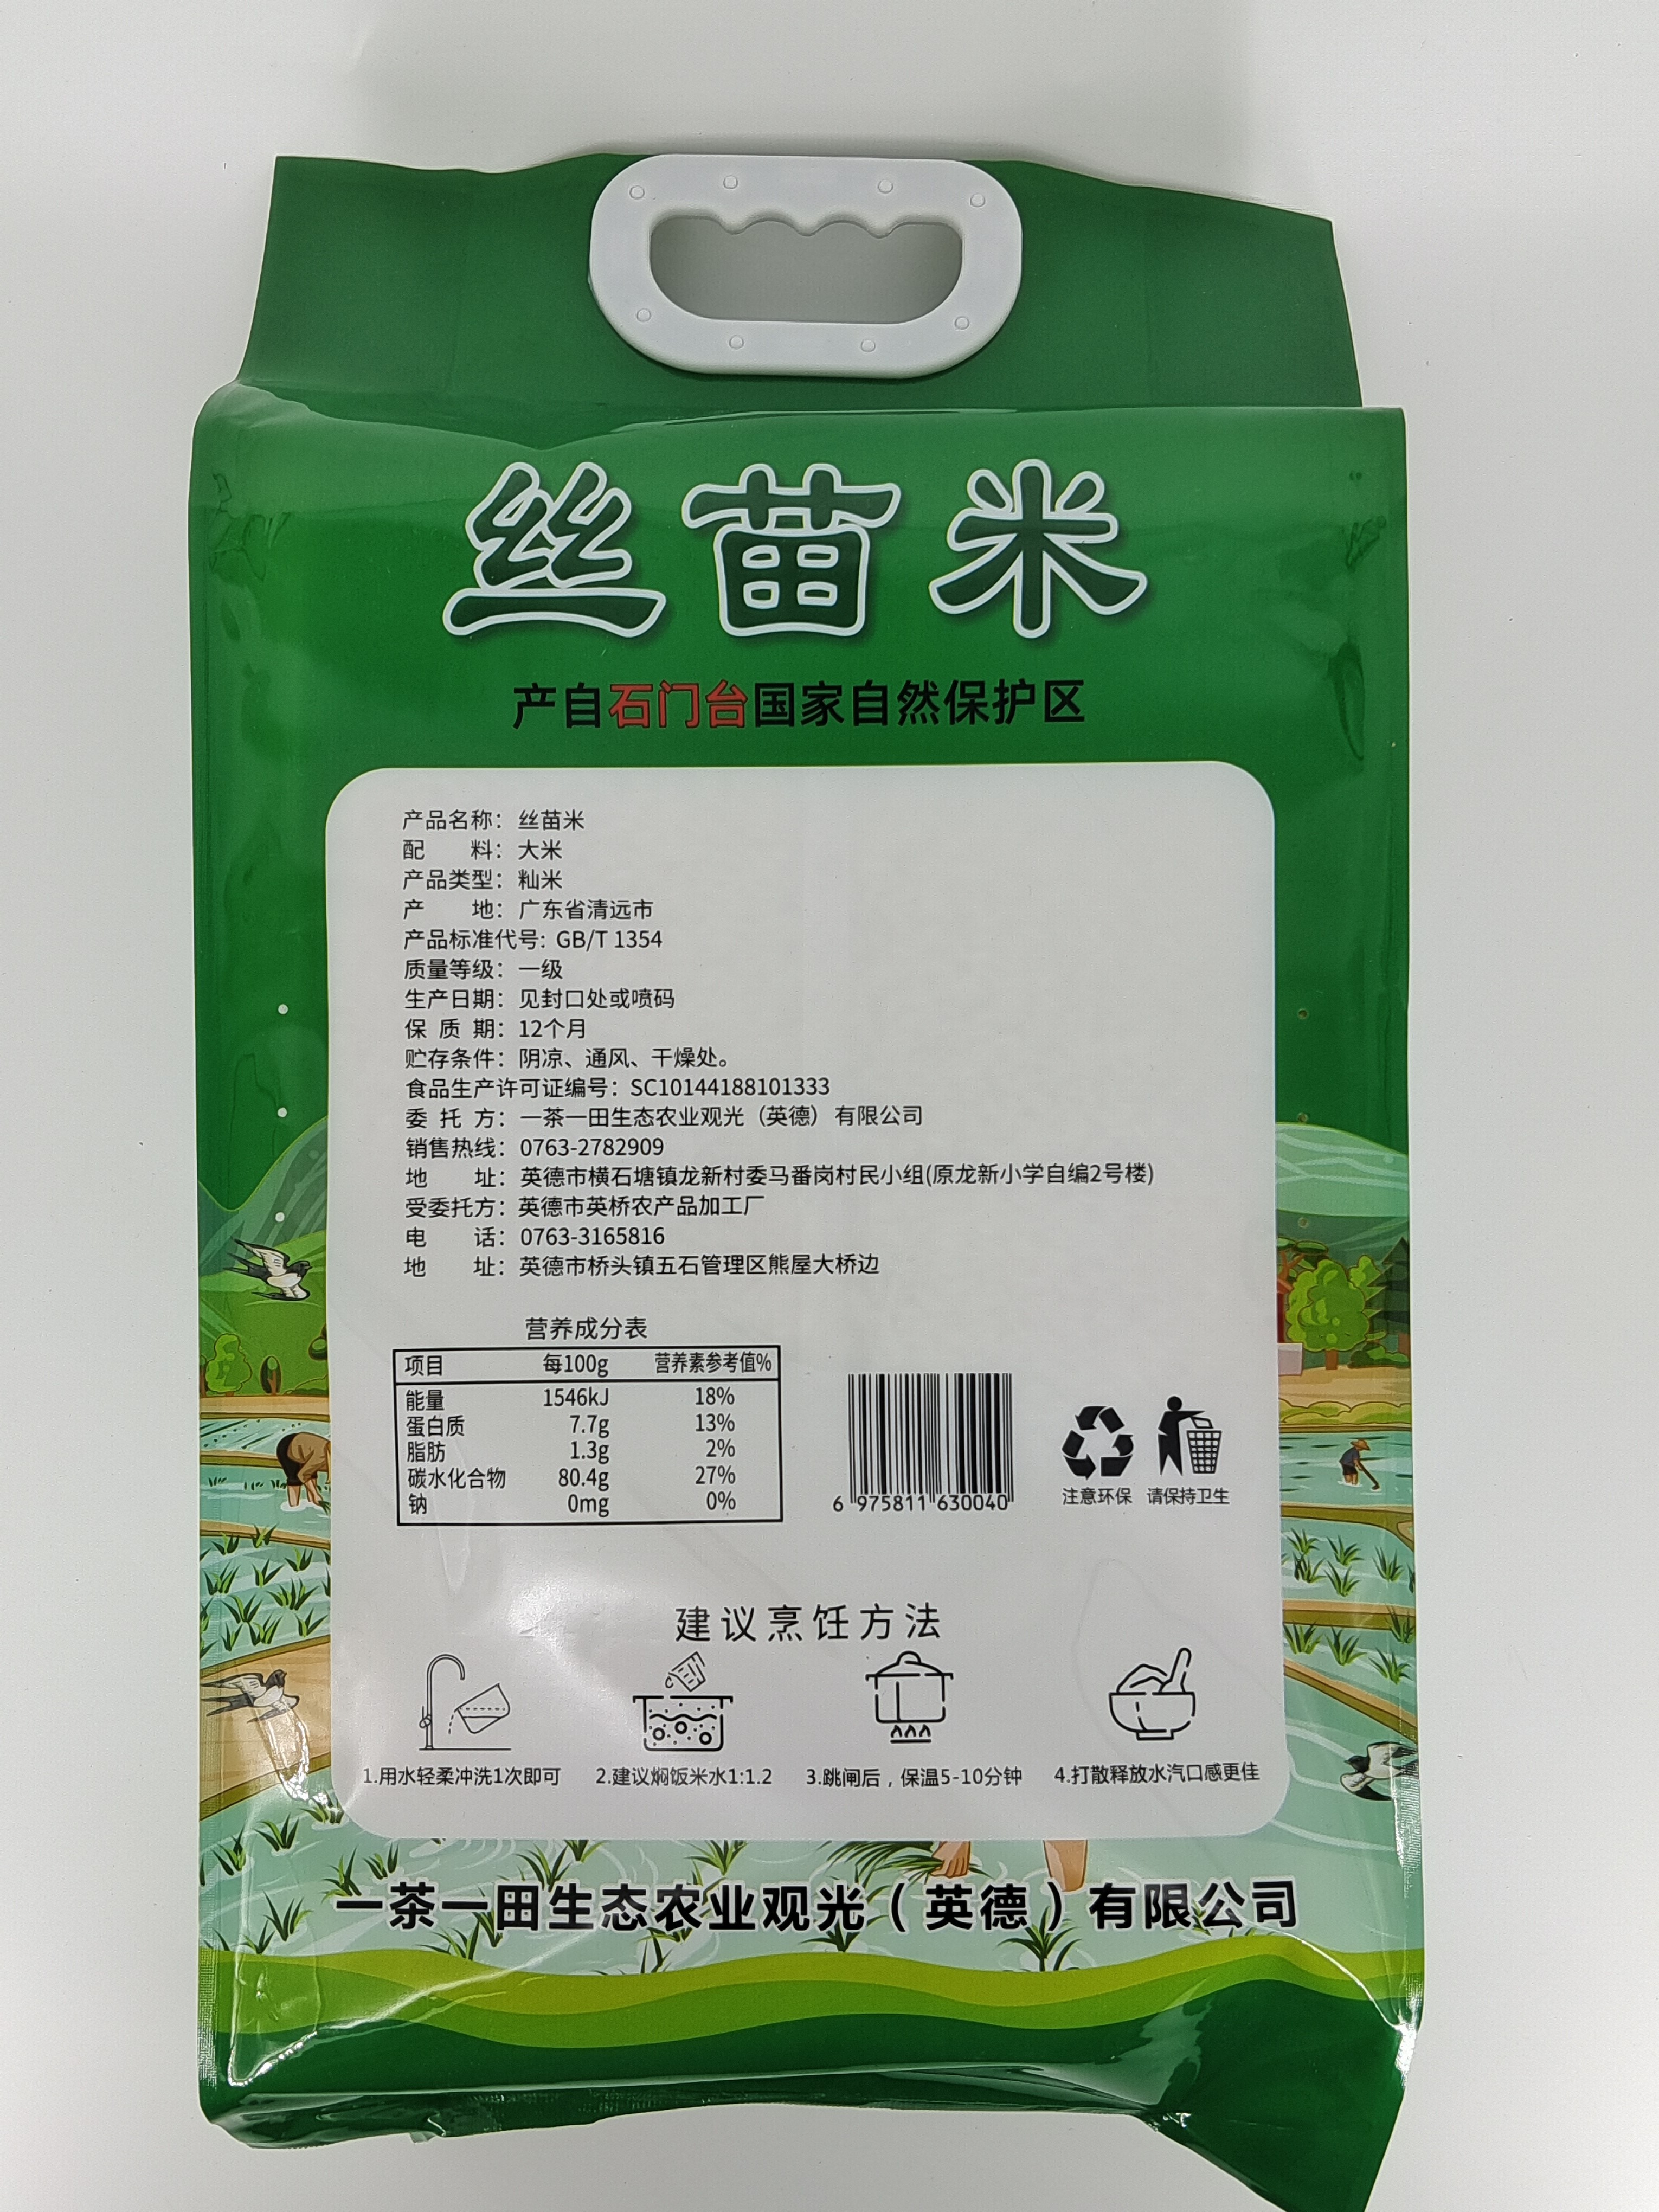 丝苗米
产自石门台国家自然保护区
产品名称：丝苗米
配料：大米
产品类型：籼米
产地：广东省清远市
产品标准代号: GB/T 1354
质量等级：一级
生产日期：见封口处或喷码
保质期：12个月
贮存条件：阴凉、通风、干燥处。
食品生产许可证编号：SC10144188101333
委托方：一茶一田生态农业观光（英德）有限公司
销售热线：0763-2782909
地址：英德市横石塘镇龙新村委马番岗村民小组(原龙新小学自编2号楼)
受委托方：英德市英桥农产品加工厂
电话：0763-3165816
地址：英德市桥头镇五石管理区熊屋大桥边
营养成分表
项目 每100g 营养素参考值%
能量 1546kJ 18%
蛋白质 7.7g 13%
脂肪 1.3g 2%
碳水化合物 80.4g 27%
钠 0mg 0%
6 975811 630040
注意环保 请保持卫生
建议烹饪方法
1.用水轻柔冲洗1次即可 2.建议焖饭米水1:1.2 3.跳闸后，保温5-10分钟 4.打散释放水汽口感更佳
一茶一田生态农业观光（英德）有限公司